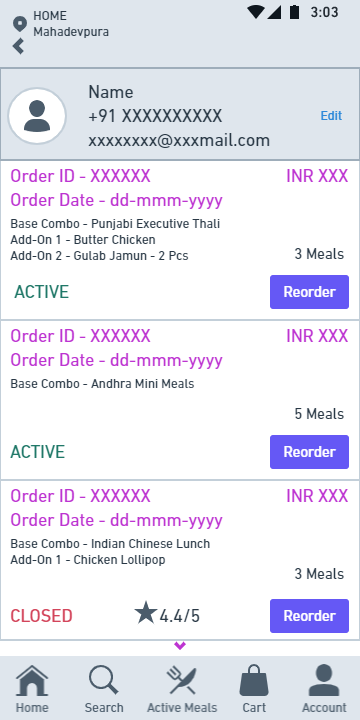 HOME
Mahadevpura
3:03
Name
+91 XXXXXXXXXX
xxxxxxxx@xxxmail.com
Edit
Order ID - XXXXXX
INR XXX
Order Date - dd-mmm-yyyy
Base Combo - Punjabi Executive Thali
Add-On 1 - Butter Chicken
Add-On 2 - Gulab Jamun - 2 Pcs
3 Meals
ACTIVE
Reorder
Order ID - XXXXXX
INR XXX
Order Date - dd-mmm-yyyy
Base Combo - Andhra Mini Meals
5 Meals
ACTIVE
Reorder
Order ID - XXXXXX
INR XXX
Order Date - dd-mmm-yyyy
Base Combo - Indian Chinese Lunch
Add-On 1 - Chicken Lollipop
3 Meals
CLOSED
4.4/5
Reorder
Home
Search
Active Meals
Cart
Account